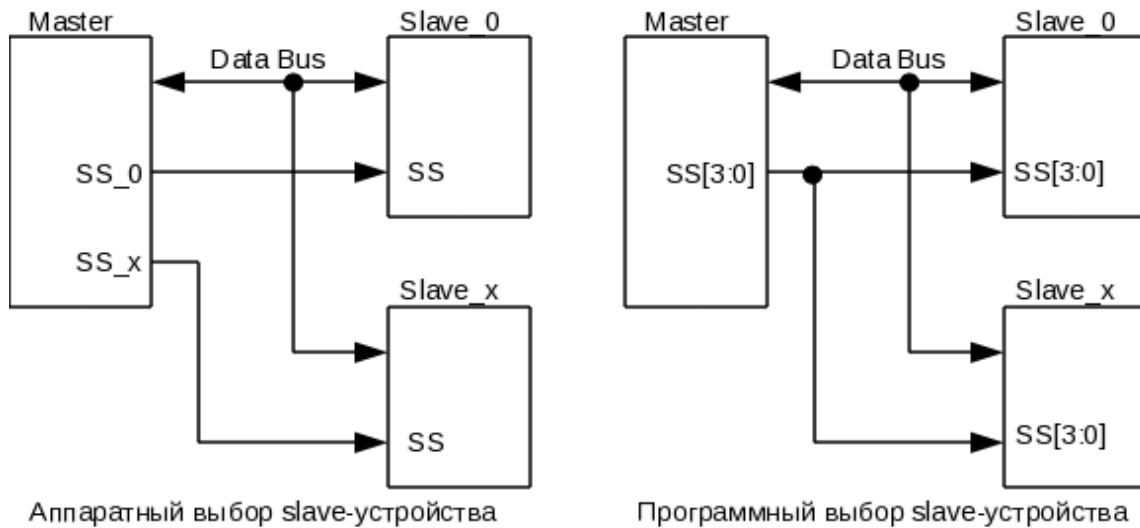 Master
Slave_0
Data Bus
SS_0
SS
SS_x
Slave_x
SS
Аппаратный выбор slave-устройства
Master
Slave_0
Data Bus
SS[3:0]
SS[3:0]
Slave_x
SS[3:0]
Программный выбор slave-устройства